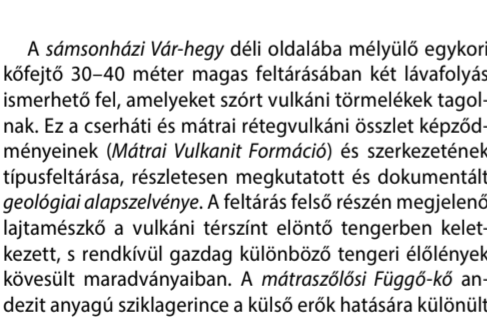 A sámsonházi Vár-hegy déli oldalába mélyülő egykori
kőfejtő 30–40 méter magas feltárásában két lávafolyás
ismerhető fel, amelyeket szórt vulkáni törmelékek tagol-
nak. Ez a cserháti és mátrai rétegvulkáni összlet képződ-
ményeinek (Mátrai Vulkanit Formáció) és szerkezetének
típusfeltárása, részletesen megkutatott és dokumentált
geológiai alapszelvénye. A feltárás felső részén megjelenő
lajtamészkő a vulkáni térszínt elöntő tengerben kelet-
kezett, s rendkívül gazdag különböző tengeri élőlények
kövesült maradványaiban. A mátraszőlősi Függő-kő an-
dezit anyagú sziklagerince a külső erők hatására különült